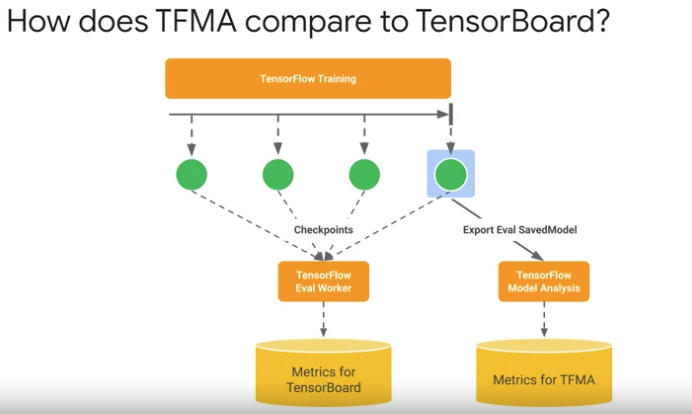 How does TFMA compare to TensorBoard?
TensorFlow Training
Checkpoints
Export Eval SavedModel
TensorFlow
Eval Worker
TensorFlow
Model Analysis
Metrics for
TensorBoard
Metrics for TFMA